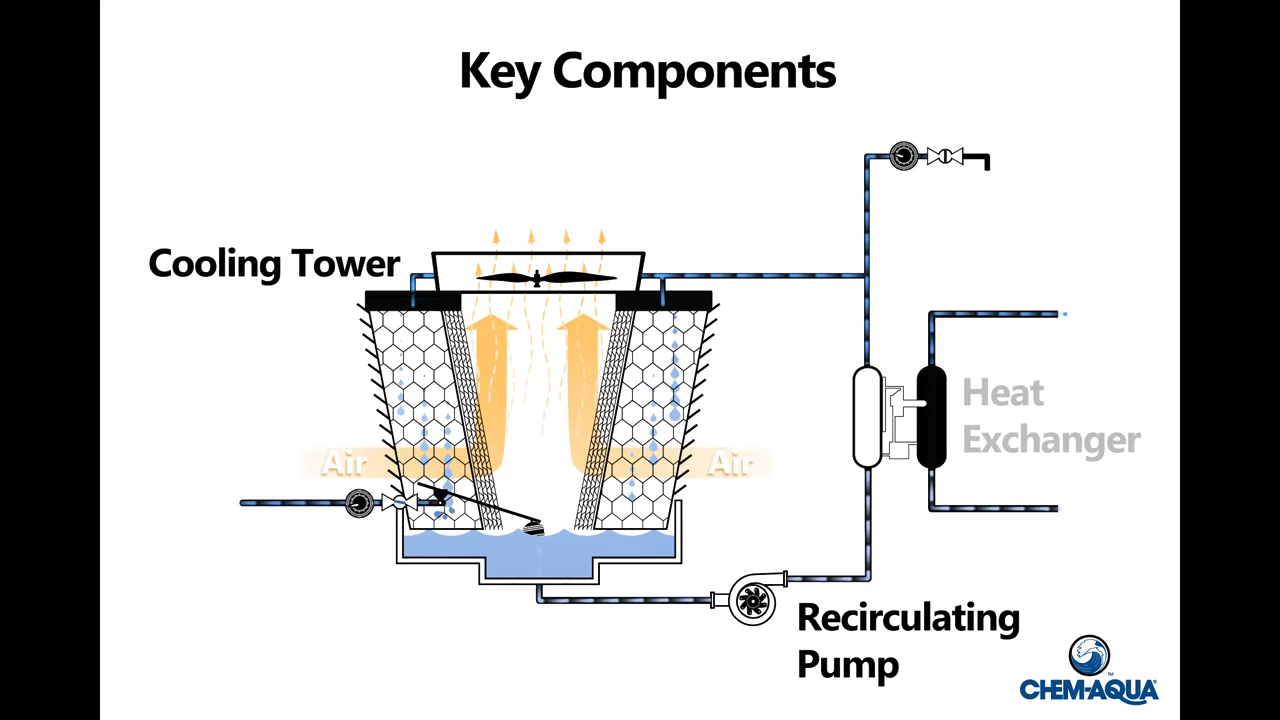 Key Components
Cooling Tower
Heat
Exchanger
Air
Air
Recirculating
Pump
CHEM-AQUA